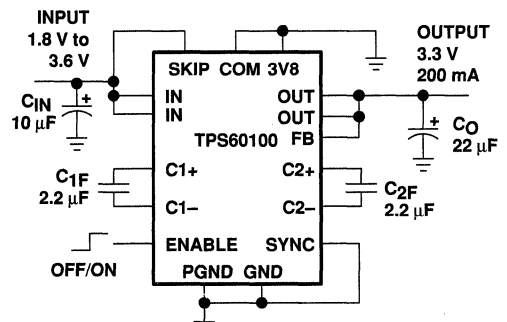 INPUT
1.8 V to
3.6 V
OUTPUT
3.3 V
200 mA
SKIP COM 3V8
IN
IN
OUT
OUT
TPS60100 FB
CIN
+
10 µF
+
CO
22 µF
C1F
2.2 µF
C1+
C1–
C2+
C2–
C2F
2.2 µF
ENABLE SYNC
OFF/ON
PGND GND